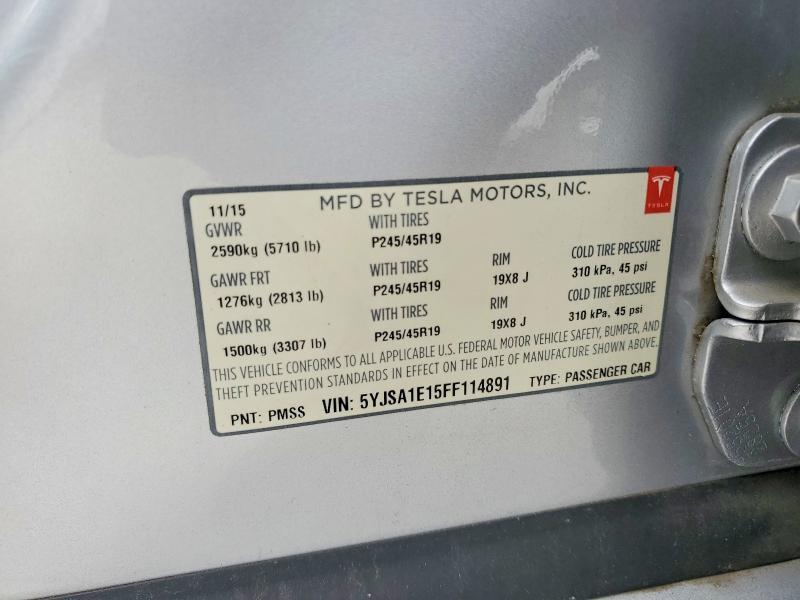 MFD BY TESLA MOTORS, INC.
TESLA
11/15
GVWR WITH TIRES
2590kg (5710 lb) P245/45R19
GAWR FRT WITH TIRES RIM COLD TIRE PRESSURE
1276kg (2813 lb) P245/45R19 19X8 J 310 kPa, 45 psi
GAWR RR WITH TIRES RIM COLD TIRE PRESSURE
1500kg (3307 lb) P245/45R19 19X8 J 310 kPa, 45 psi
THIS VEHICLE CONFORMS TO ALL APPLICABLE U.S. FEDERAL MOTOR VEHICLE SAFETY, BUMPER, AND
THEFT PREVENTION STANDARDS IN EFFECT ON THE DATE OF MANUFACTURE SHOWN ABOVE.
PNT: PMSS VIN: 5YJSA1E15FF114891 TYPE: PASSENGER CAR